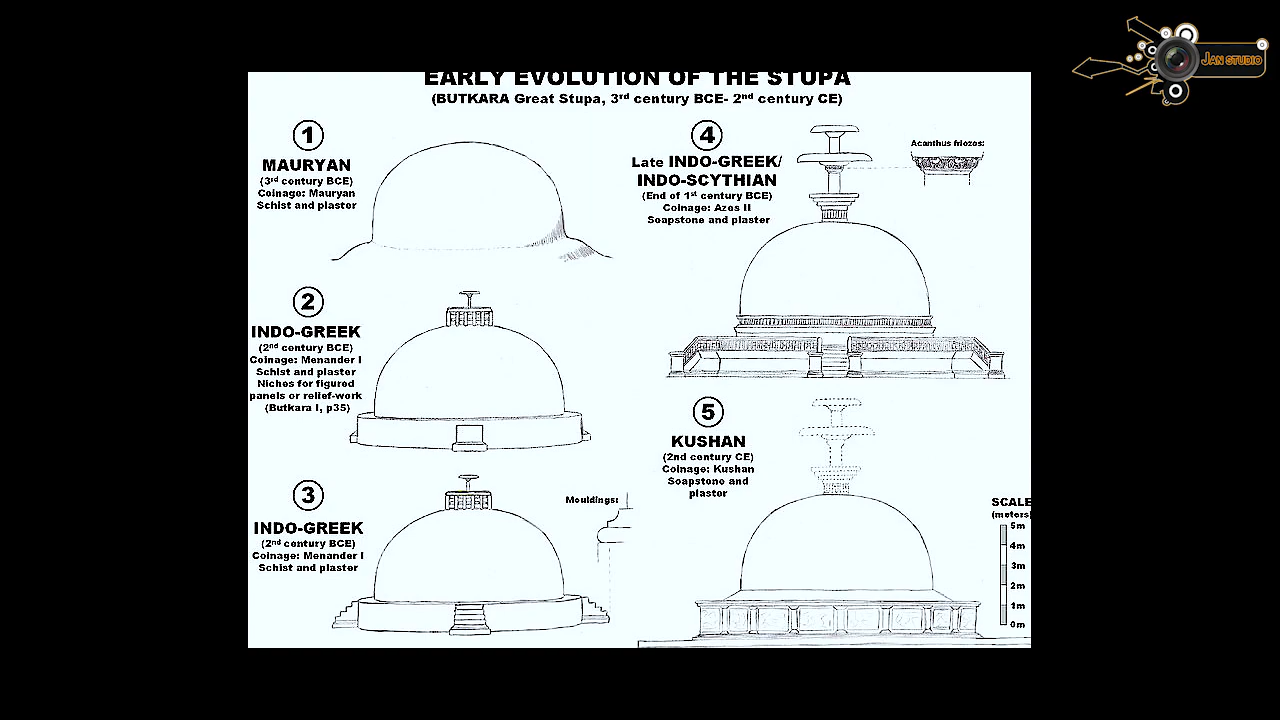 EARLY EVOLUTION OF THE STUPA
(BUTKARA Great Stupa, 3rd century BCE- 2nd century CE)
1
MAURYAN
(3rd century BCE)
Coinage: Mauryan
Schist and plaster
2
INDO-GREEK
(2nd century BCE)
Coinage: Menander I
Schist and plaster
Niches for figured
panels or relief-work
(Butkara I, p35)
3
INDO-GREEK
(2nd century BCE)
Coinage: Menander I
Schist and plaster
Mouldings:
4
Late INDO-GREEK/
INDO-SCYTHIAN
(End of 1st century BCE)
Coinage: Azes II
Soapstone and plaster
Acanthus friezes:
5
KUSHAN
(2nd century CE)
Coinage: Kushan
Soapstone and
plaster
SCALE
(meters)
5m
4m
3m
2m
1m
0m
JAN STUDIO